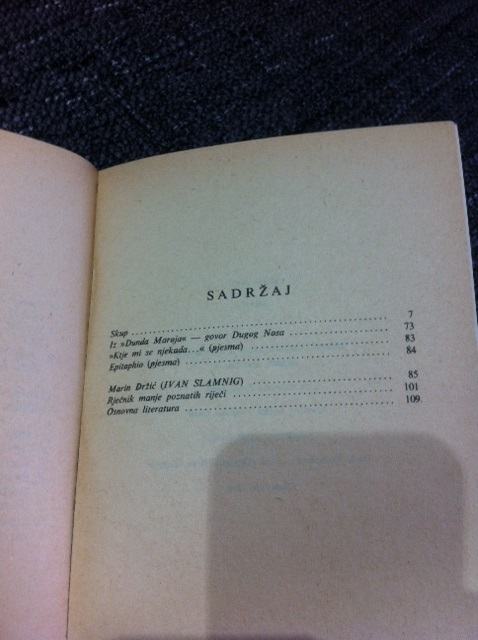 SADRŽAJ
Skup 7
Iz »Dunda Maroja« — govor Dugog Nosa 73
»Ktje mi se njekada...« (pjesma) 83
Epitaphio (pjesma) 84
Marin Držić (IVAN SLAMNIG) 85
Rječnik manje poznatih riječi 101
Osnovna literatura 109